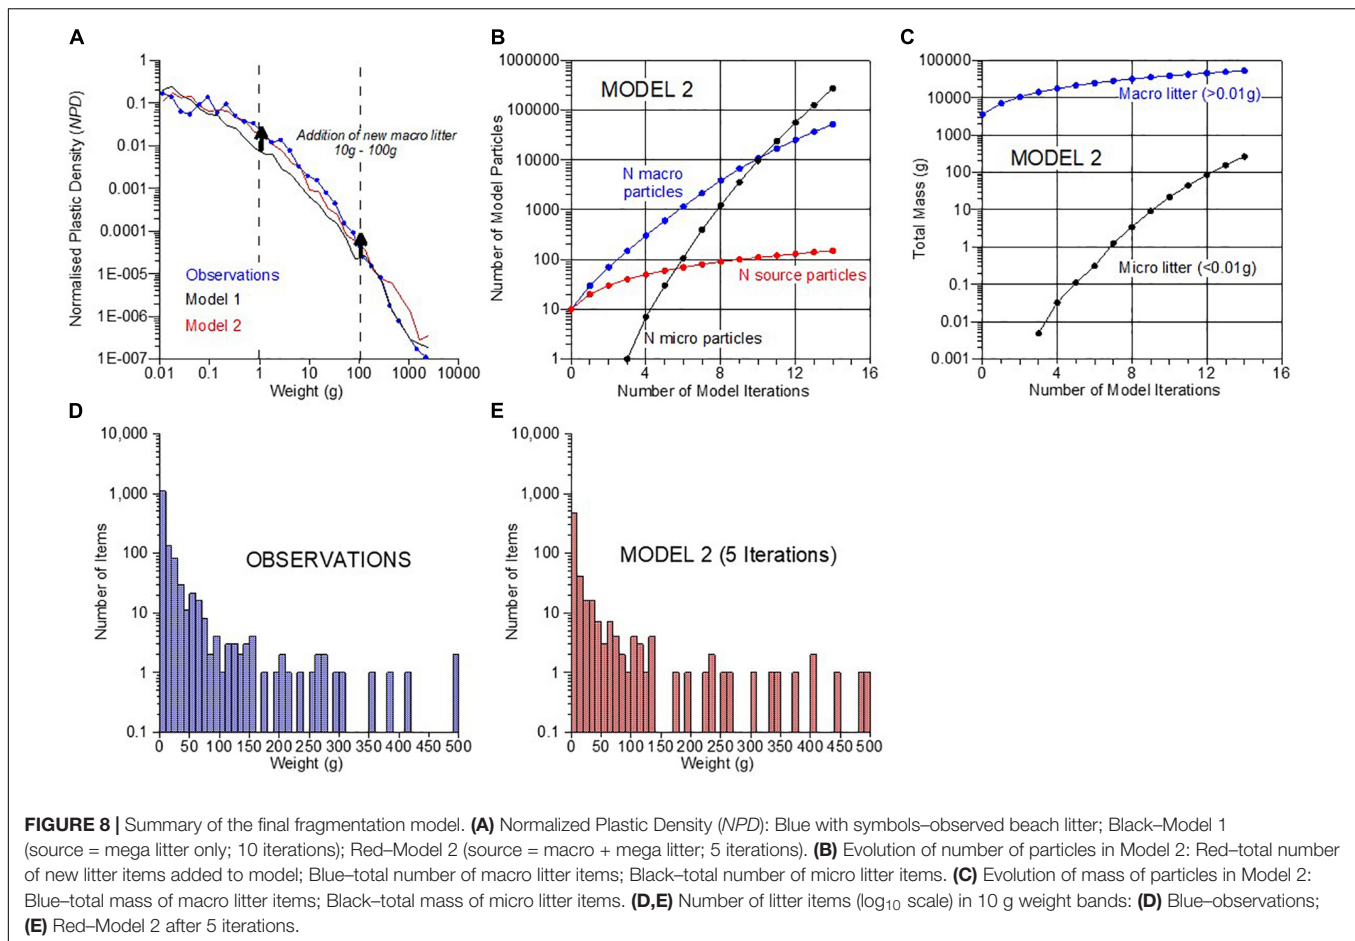 A
Normalised Plastic Density (NPD)
1
0.1
0.01
0.001
0.0001
1E-005
1E-006
1E-007
Addition of new macro litter
10g - 100g
Observations
Model 1
Model 2
0.01 0.1 1 10 100 1000 10000
Weight (g)
B
Number of Model Particles
1000000
100000
10000
1000
100
10
1
MODEL 2
N macro
particles
N source particles
N micro particles
0 4 8 12 16
Number of Model Iterations
C
Total Mass (g)
100000
10000
1000
100
10
1
0.1
0.01
0.001
Macro litter (>0.01g)
MODEL 2
Micro litter (<0.01g)
0 4 8 12 16
Number of Model Iterations
D
Number of Items
10,000
1,000
100
10
1
0.1
OBSERVATIONS
0 50 100 150 200 250 300 350 400 450 500
Weight (g)
E
Number of Items
10,000
1,000
100
10
1
0.1
MODEL 2 (5 Iterations)
0 50 100 150 200 250 300 350 400 450 500
Weight (g)
FIGURE 8 | Summary of the final fragmentation model. (A) Normalized Plastic Density (NPD): Blue with symbols–observed beach litter; Black–Model 1
(source = mega litter only; 10 iterations); Red–Model 2 (source = macro + mega litter; 5 iterations). (B) Evolution of number of particles in Model 2: Red–total number
of new litter items added to model; Blue–total number of macro litter items; Black–total number of micro litter items. (C) Evolution of mass of particles in Model 2:
Blue–total mass of macro litter items; Black–total mass of micro litter items. (D,E) Number of litter items (log10 scale) in 10 g weight bands: (D) Blue–observations;
(E) Red–Model 2 after 5 iterations.